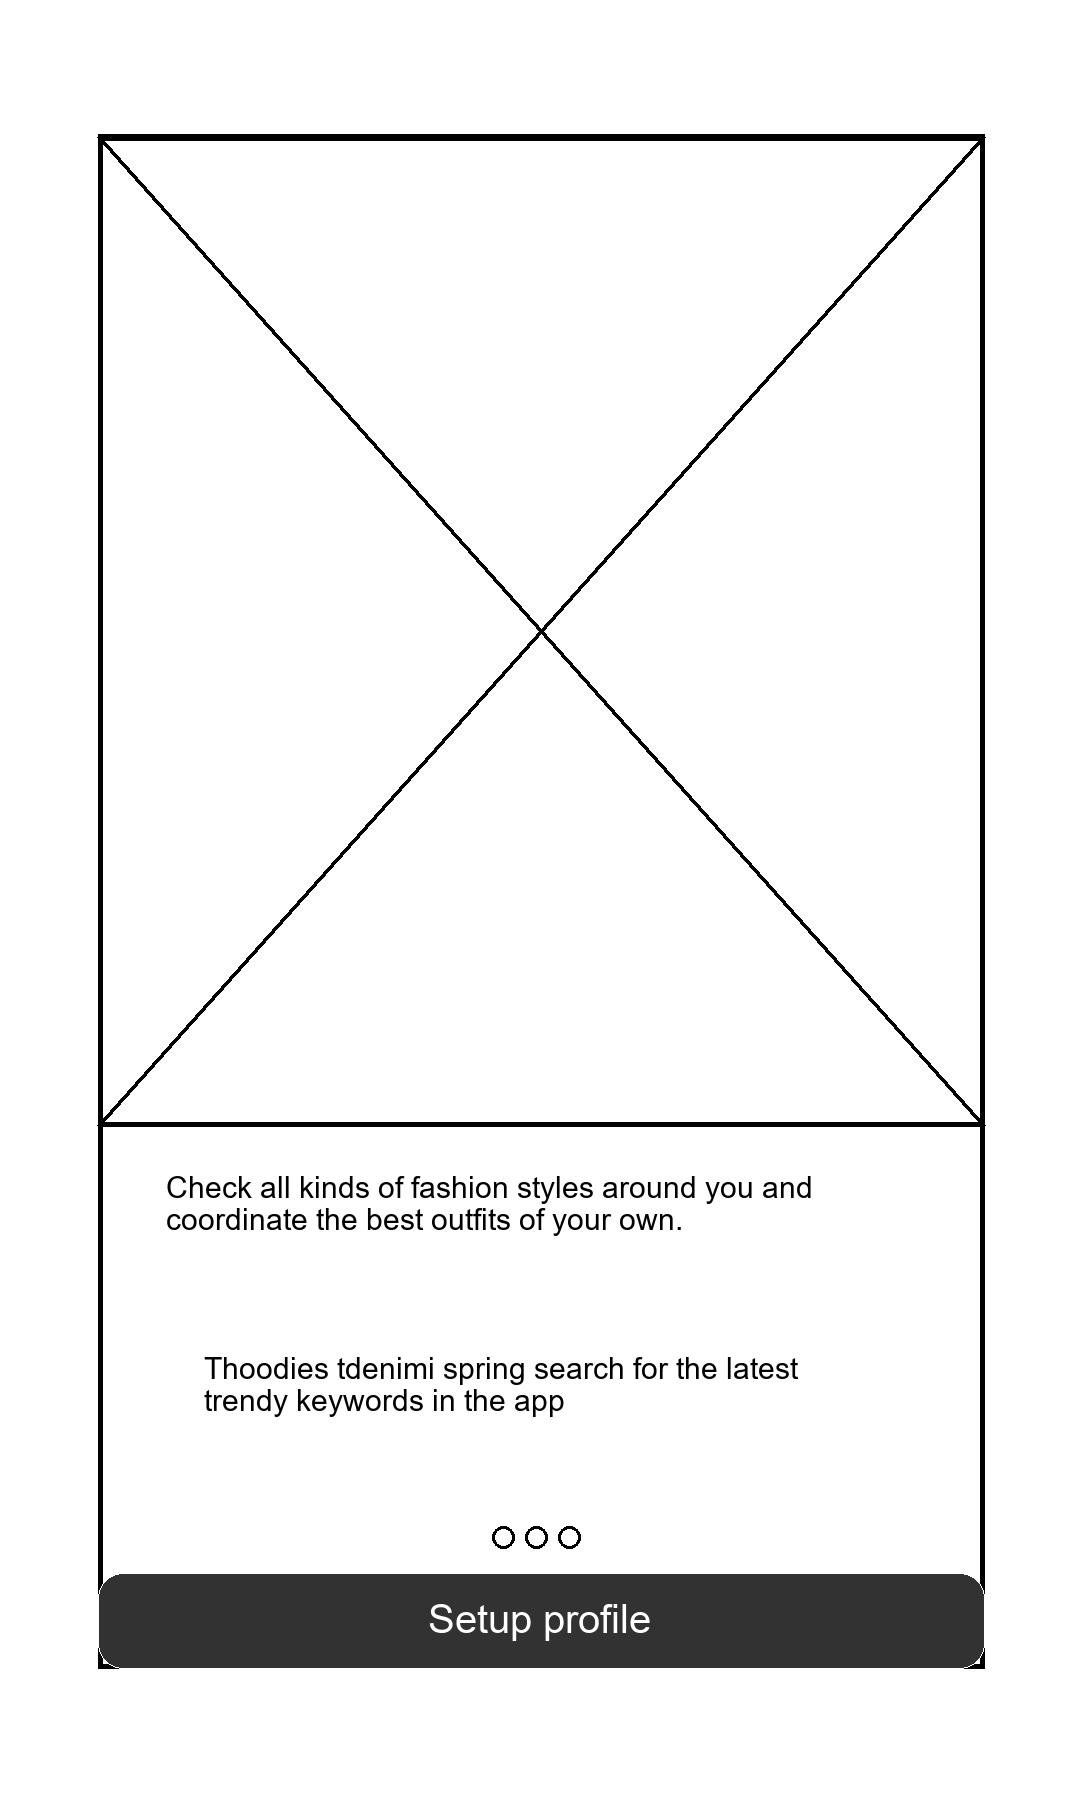 Check all kinds of fashion styles around you and
coordinate the best outfits of your own.
Thoodies tdenimi spring search for the latest
trendy keywords in the app
Setup profile